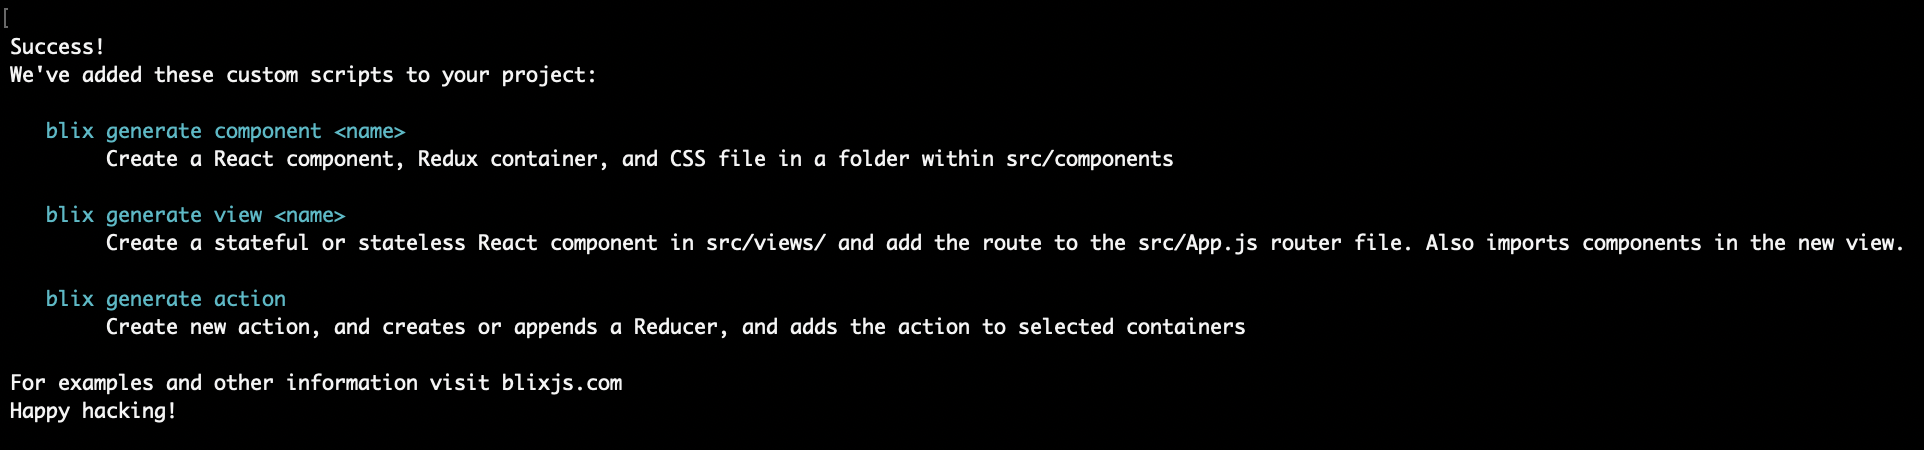 [
Success!
We've added these custom scripts to your project:
blix generate component <name>
Create a React component, Redux container, and CSS file in a folder within src/components
blix generate view <name>
Create a stateful or stateless React component in src/views/ and add the route to the src/App.js router file. Also imports components in the new view.
blix generate action
Create new action, and creates or appends a Reducer, and adds the action to selected containers
For examples and other information visit blixjs.com
Happy hacking!